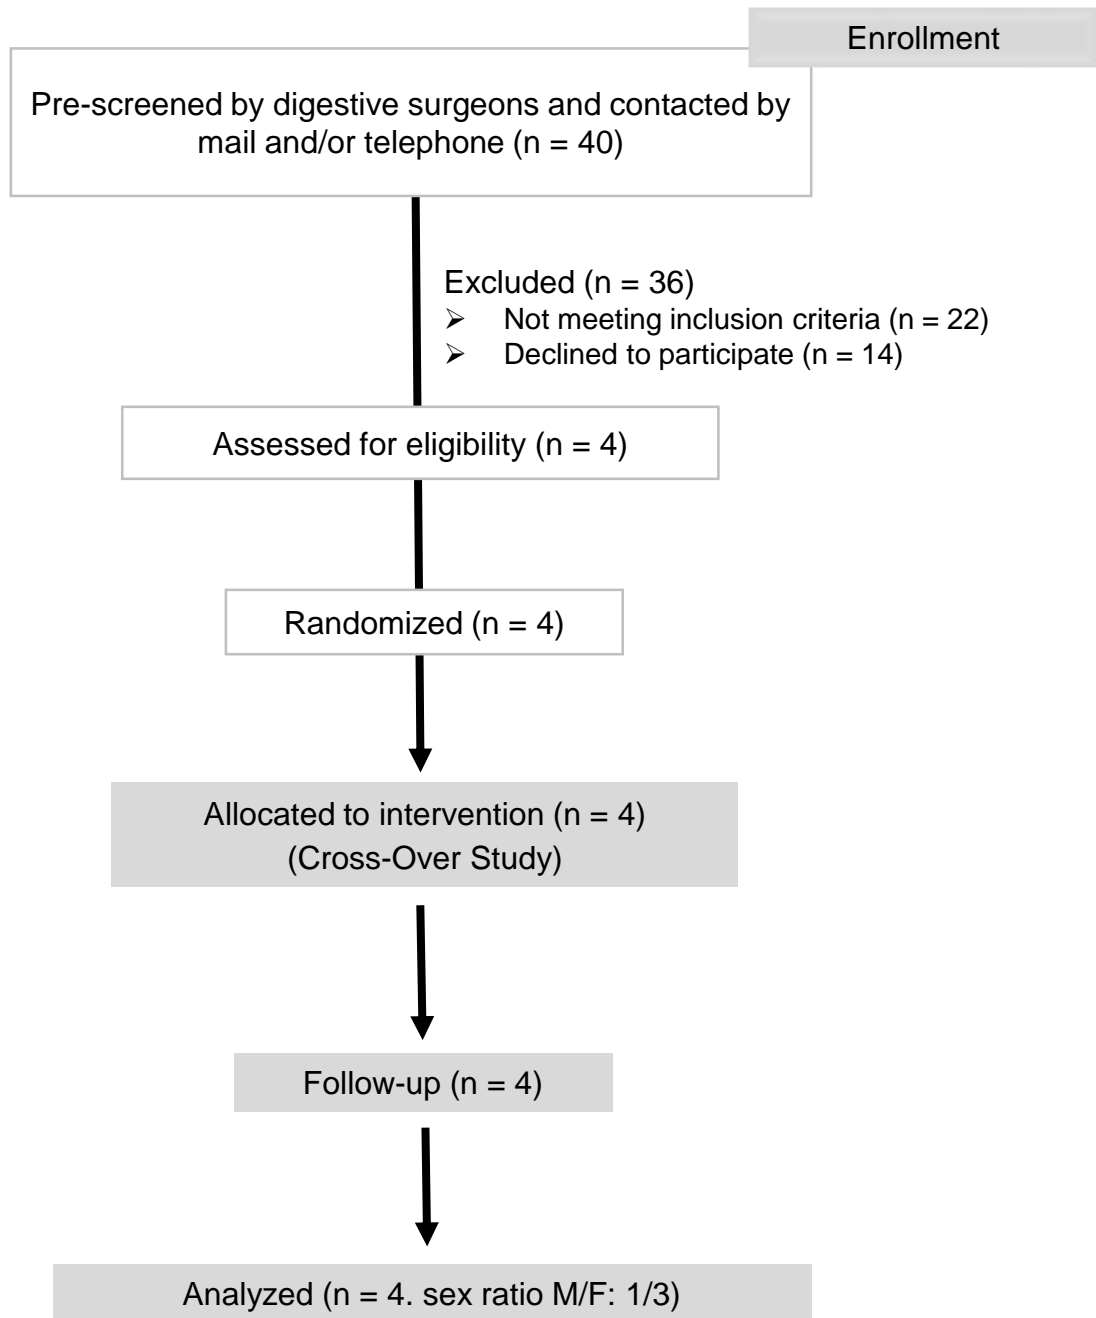 Enrollment
Pre-screened by digestive surgeons and contacted by
mail and/or telephone (n = 40)
Excluded (n = 36)
➢ Not meeting inclusion criteria (n = 22)
➢ Declined to participate (n = 14)
Assessed for eligibility (n = 4)
Randomized (n = 4)
Allocated to intervention (n = 4)
(Cross-Over Study)
Follow-up (n = 4)
Analyzed (n = 4. sex ratio M/F: 1/3)